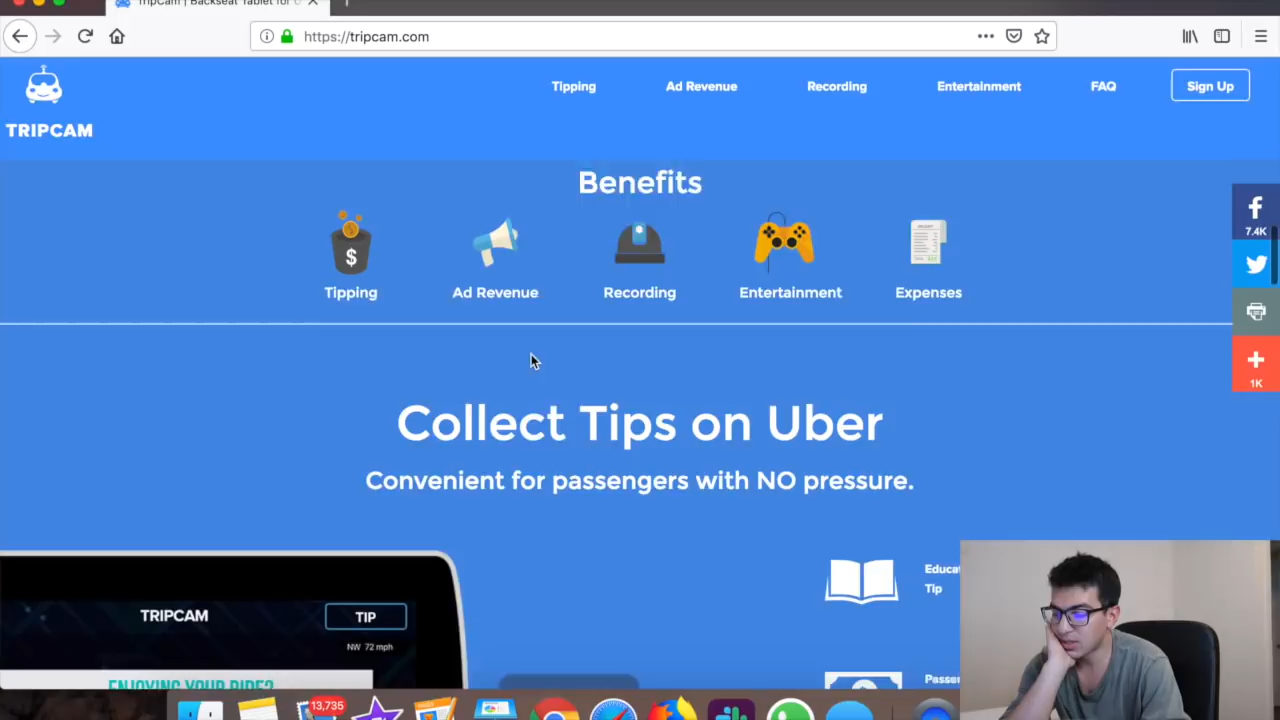 TripCam | Backseat Tablet for
https://tripcam.com
TRIPCAM
Tipping
Ad Revenue
Recording
Entertainment
FAQ
Sign Up
Benefits
$
Tipping
Ad Revenue
Recording
Entertainment
Expenses
7.4K
1K
Collect Tips on Uber
Convenient for passengers with NO pressure.
TRIPCAM
TIP
NW 72 mph
ENJOYING YOUR RIDE?
Tip
13,735